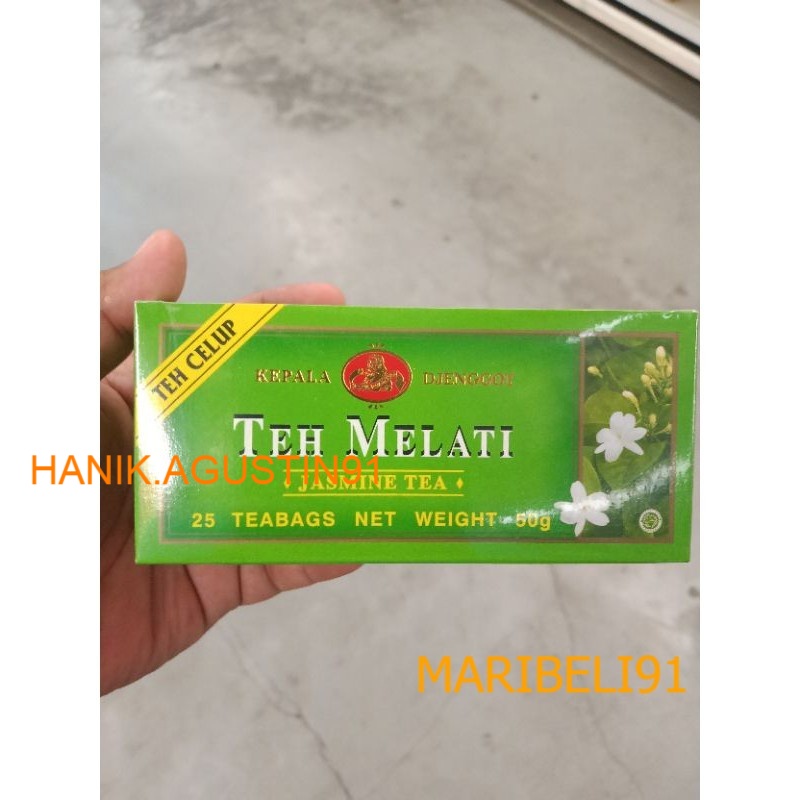 TEH CELUP
KEPALA DJENGGOT
TEH MELATI
HANIK.AGUSTIN91
JASMINE TEA
25 TEABAGS NET WEIGHT 50g
MARIBELI91